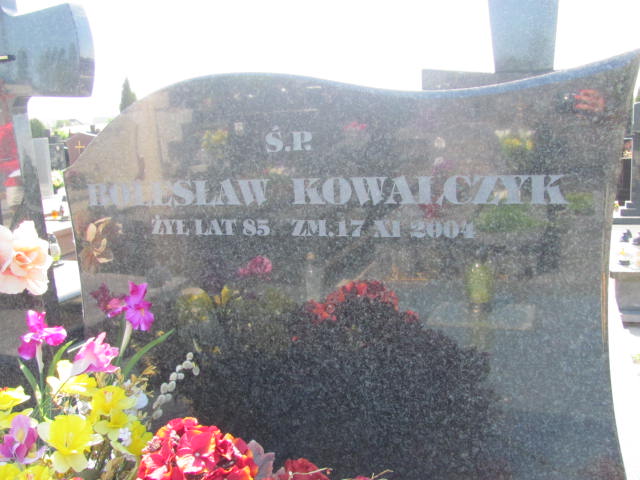 Ś.P.
BOLESŁAW KOWALCZYK
ŻYŁ LAT 85 ZM. 17 XI 2004